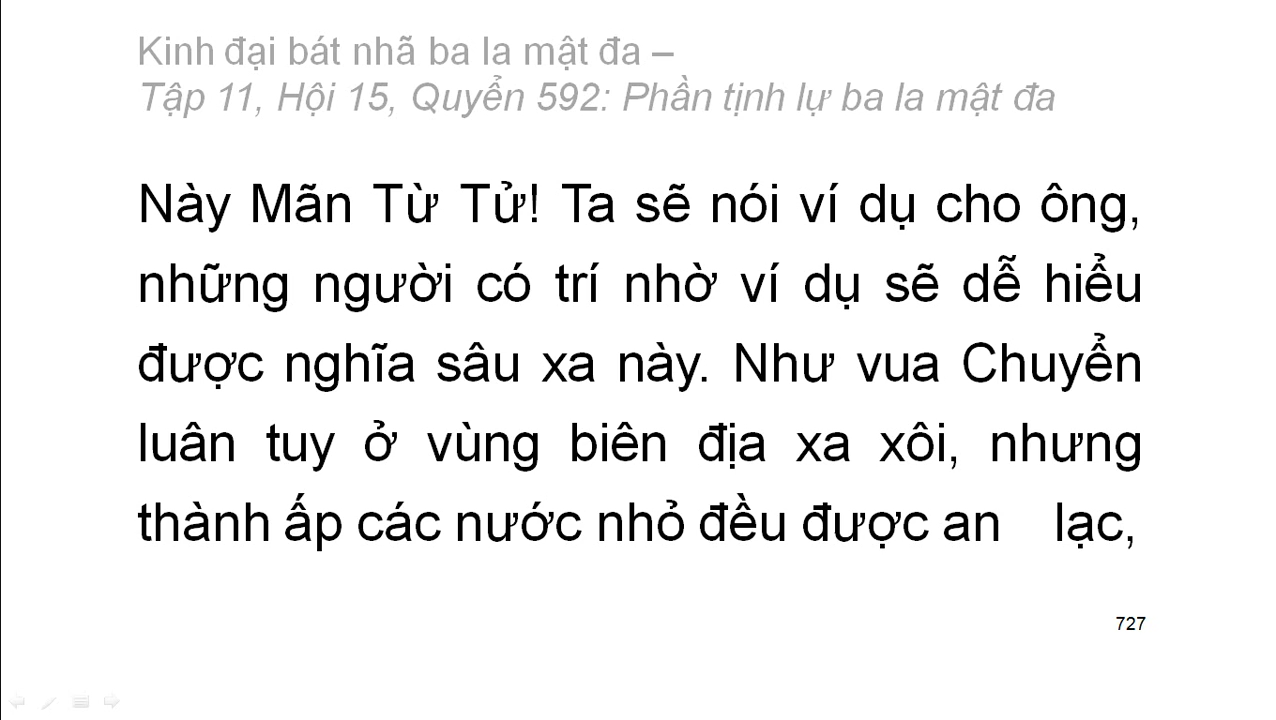 Kinh đại bát nhã ba la mật đa –
Tập 11, Hội 15, Quyển 592: Phần tịnh lự ba la mật đa
Này Mãn Từ Tử! Ta sẽ nói ví dụ cho ông,
những người có trí nhờ ví dụ sẽ dễ hiểu
được nghĩa sâu xa này. Như vua Chuyển
luân tuy ở vùng biên địa xa xôi, nhưng
thành ấp các nước nhỏ đều được an lạc,
727